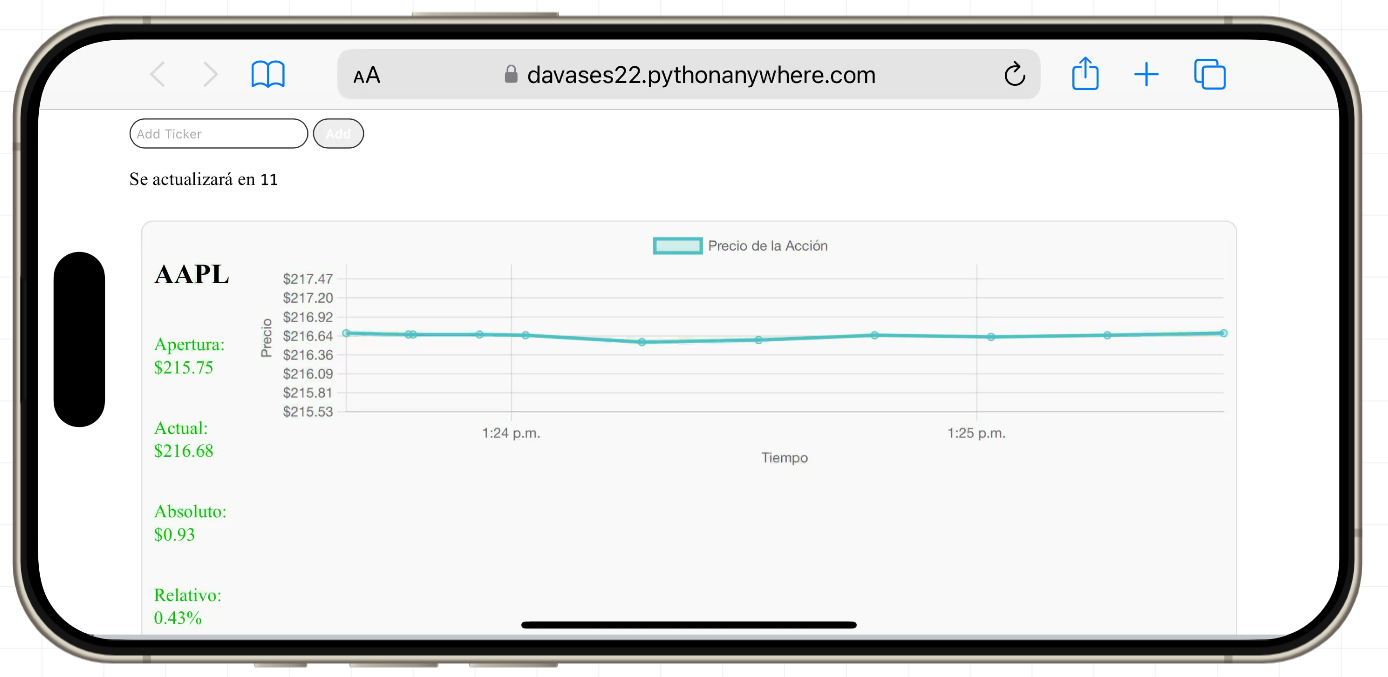 AA davases22.pythonanywhere.com
Add Ticker Add
Se actualizará en 11
Precio de la Acción
AAPL
Apertura:
$215.75
Actual:
$216.68
Absoluto:
$0.93
Relativo:
0.43%
Precio
$217.47
$217.20
$216.92
$216.64
$216.36
$216.09
$215.81
$215.53
1:24 p.m. 1:25 p.m.
Tiempo